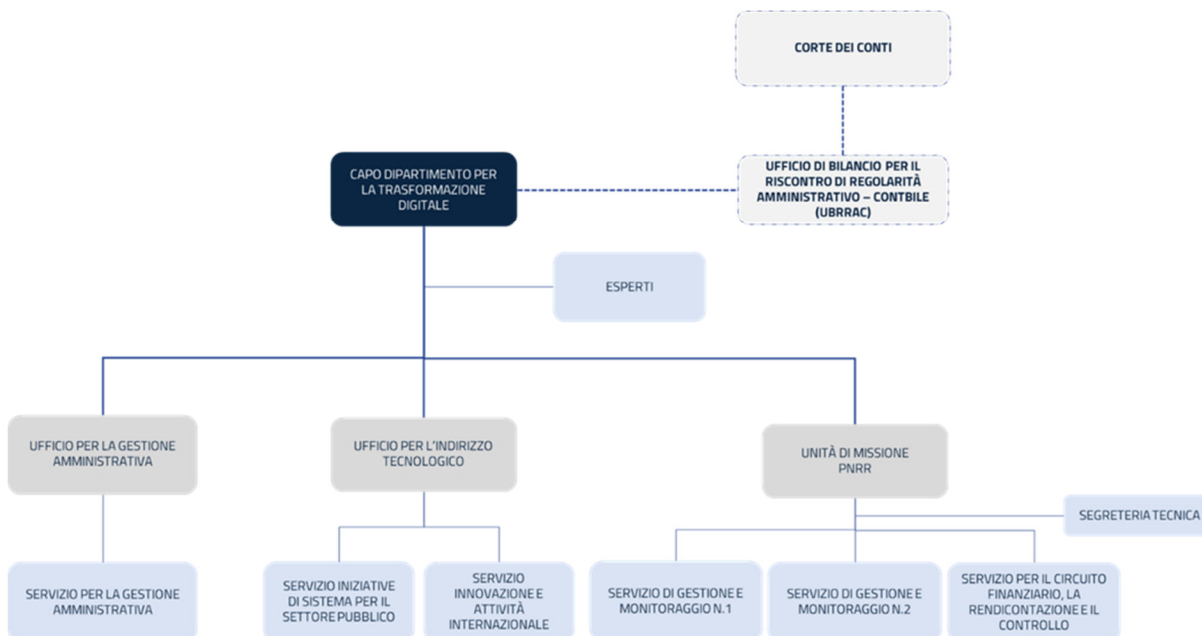 CORTE DEI CONTI
CAPO DIPARTIMENTO PER
LA TRASFORMAZIONE
DIGITALE
UFFICIO DI BILANCIO PER IL
RISCONTRO DI REGOLARITÀ
AMMINISTRATIVO – CONTBILE
(UBRRAC)
ESPERTI
UFFICIO PER LA GESTIONE
AMMINISTRATIVA
UFFICIO PER L'INDIRIZZO
TECNOLOGICO
UNITÀ DI MISSIONE
PNRR
SEGRETERIA TECNICA
SERVIZIO PER LA GESTIONE
AMMINISTRATIVA
SERVIZIO INIZIATIVE
DI SISTEMA PER IL
SETTORE PUBBLICO
SERVIZIO
INNOVAZIONE E
ATTIVITÀ
INTERNAZIONALE
SERVIZIO DI GESTIONE E
MONITORAGGIO N.1
SERVIZIO DI GESTIONE E
MONITORAGGIO N.2
SERVIZIO PER IL CIRCUITO
FINANZIARIO, LA
RENDICONTAZIONE E IL
CONTROLLO